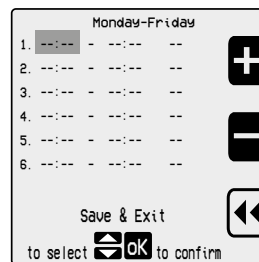 Monday-Friday
1. --:-- - --:-- --
2. --:-- - --:-- --
3. --:-- - --:-- --
4. --:-- - --:-- --
5. --:-- - --:-- --
6. --:-- - --:-- --
Save & Exit
to select OK to confirm